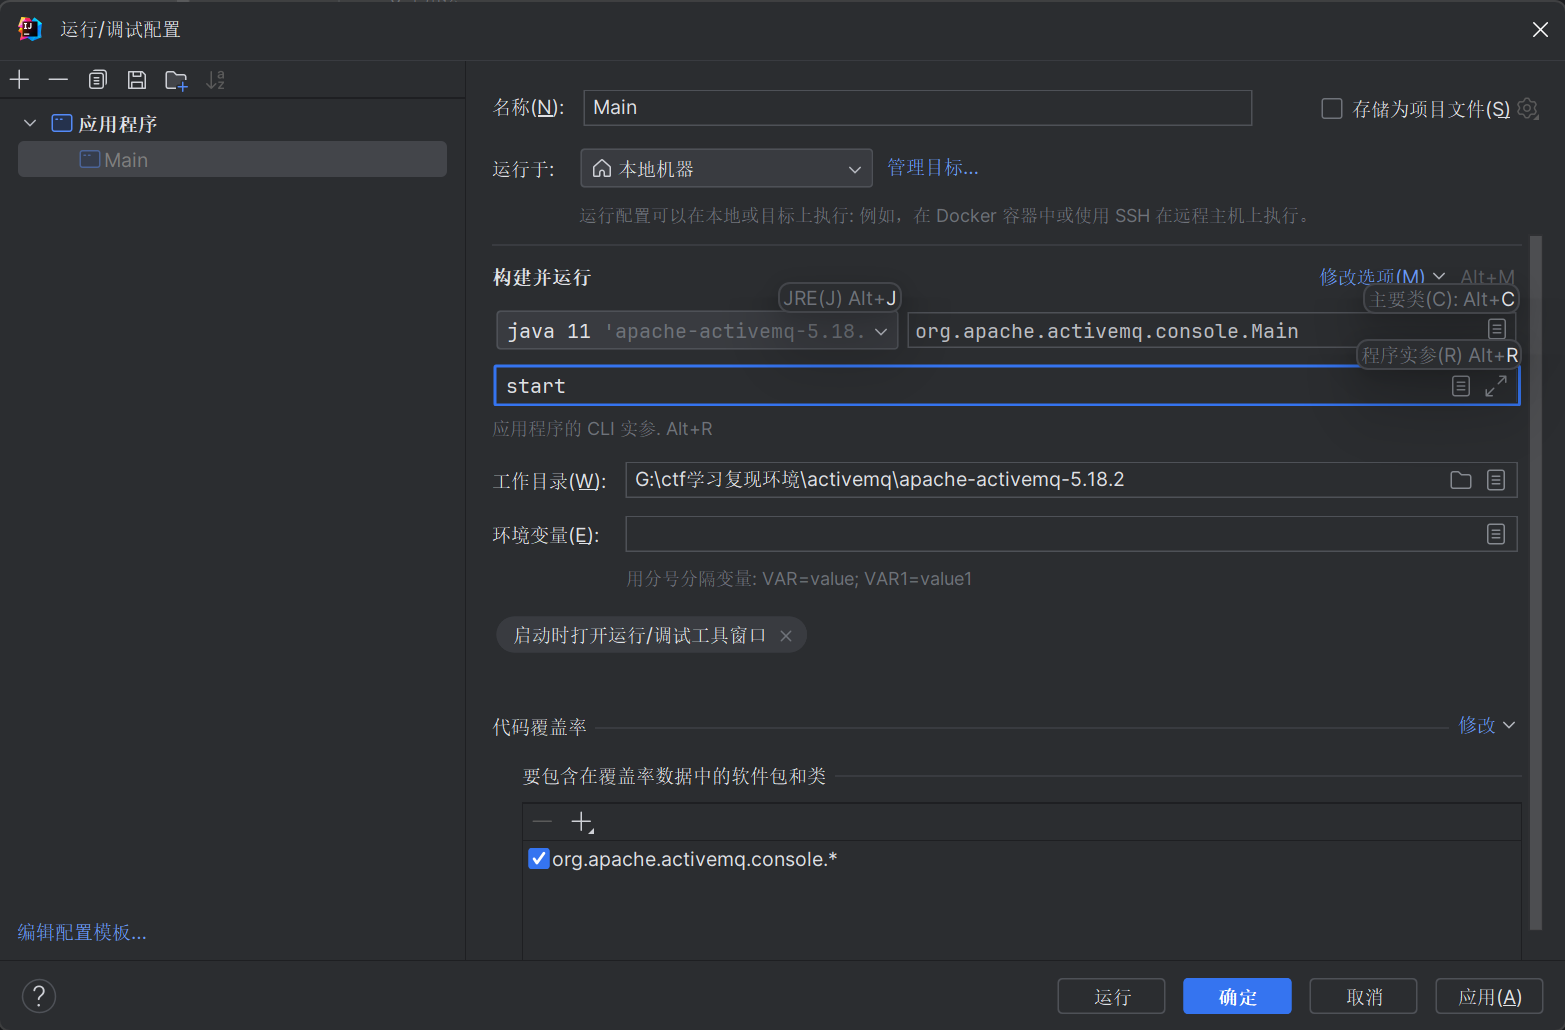 运行/调试配置
应用程序
Main
编辑配置模板...
名称(N):
Main
存储为项目文件(S)
运行于:
本地机器
管理目标...
运行配置可以在本地或目标上执行: 例如，在 Docker 容器中或使用 SSH 在远程主机上执行。
构建并运行
修改选项(M)
Alt+M
JRE(J) Alt+J
主要类(C): Alt+C
java 11 'apache-activemq-5.18.
org.apache.activemq.console.Main
程序实参(R) Alt+R
start
应用程序的 CLI 实参. Alt+R
工作目录(W):
G:\ctf学习复现环境\activemq\apache-activemq-5.18.2
环境变量(E):
用分号分隔变量: VAR=value; VAR1=value1
启动时打开运行/调试工具窗口
代码覆盖率
修改
要包含在覆盖率数据中的软件包和类
org.apache.activemq.console.*
?
运行
确定
取消
应用(A)